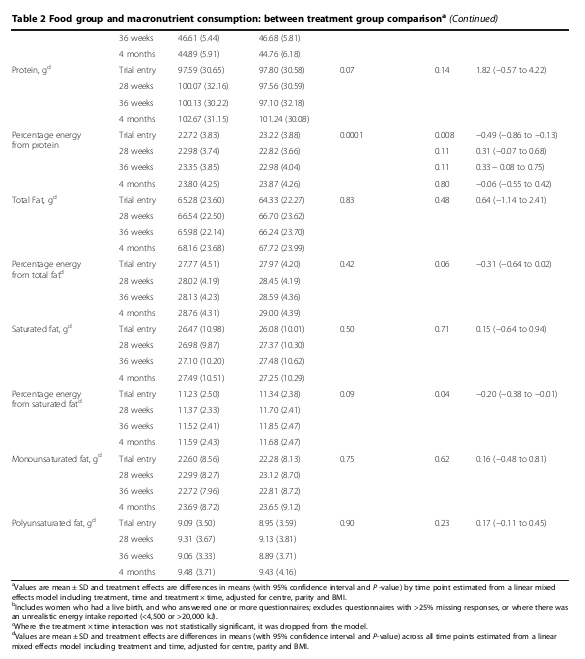 Table 2 Food group and macronutrient consumption: between treatment group comparisonᵃ (Continued)
36 weeks 46.61 (5.44) 46.68 (5.81)
4 months 44.89 (5.91) 44.76 (6.18)
Protein, gᵈ Trial entry 97.59 (30.65) 97.80 (30.58) 0.07 0.14 1.82 (−0.57 to 4.22)
28 weeks 100.07 (32.16) 97.56 (30.59)
36 weeks 100.13 (30.22) 97.10 (32.18)
4 months 102.67 (31.15) 101.24 (30.08)
Percentage energy Trial entry 22.72 (3.83) 23.22 (3.88) 0.0001 0.008 −0.49 (−0.86 to −0.13)
from protein 28 weeks 22.98 (3.74) 22.82 (3.66) 0.11 0.31 (−0.07 to 0.68)
36 weeks 23.35 (3.85) 22.98 (4.04) 0.11 0.33 − 0.08 to 0.75)
4 months 23.80 (4.25) 23.87 (4.26) 0.80 −0.06 (−0.55 to 0.42)
Total Fat, gᵈ Trial entry 65.28 (23.60) 64.33 (22.27) 0.83 0.48 0.64 (−1.14 to 2.41)
28 weeks 66.54 (22.50) 66.70 (23.62)
36 weeks 65.98 (22.14) 66.24 (23.70)
4 months 68.16 (23.68) 67.72 (23.99)
Percentage energy Trial entry 27.77 (4.51) 27.97 (4.20) 0.42 0.06 −0.31 (−0.64 to 0.02)
from total fatᵈ 28 weeks 28.02 (4.19) 28.45 (4.19)
36 weeks 28.13 (4.23) 28.59 (4.36)
4 months 28.76 (4.31) 29.00 (4.39)
Saturated fat, gᵈ Trial entry 26.47 (10.98) 26.08 (10.01) 0.50 0.71 0.15 (−0.64 to 0.94)
28 weeks 26.98 (9.87) 27.37 (10.30)
36 weeks 27.10 (10.20) 27.48 (10.62)
4 months 27.49 (10.51) 27.25 (10.29)
Percentage energy Trial entry 11.23 (2.50) 11.34 (2.38) 0.09 0.04 −0.20 (−0.38 to −0.01)
from saturated fatᵈ 28 weeks 11.37 (2.33) 11.70 (2.41)
36 weeks 11.52 (2.41) 11.85 (2.47)
4 months 11.59 (2.43) 11.68 (2.47)
Monounsaturated fat, gᵈ Trial entry 22.60 (8.56) 22.28 (8.13) 0.75 0.62 0.16 (−0.48 to 0.81)
28 weeks 22.99 (8.27) 23.12 (8.70)
36 weeks 22.72 (7.96) 22.81 (8.72)
4 months 23.69 (8.72) 23.65 (9.12)
Polyunsaturated fat, gᵈ Trial entry 9.09 (3.50) 8.95 (3.59) 0.90 0.23 0.17 (−0.11 to 0.45)
28 weeks 9.31 (3.67) 9.13 (3.81)
36 weeks 9.06 (3.33) 8.89 (3.71)
4 months 9.48 (3.71) 9.43 (4.16)
ᵃValues are mean ± SD and treatment effects are differences in means (with 95% confidence interval and P -value) by time point estimated from a linear mixed
effects model including treatment, time and treatment × time, adjusted for centre, parity and BMI.
ᵇIncludes women who had a live birth, and who answered one or more questionnaires; excludes questionnaires with >25% missing responses, or where there was
an unrealistic energy intake reported (<4,500 or >20,000 kJ).
ᶜWhere the treatment × time interaction was not statistically significant, it was dropped from the model.
ᵈValues are mean ± SD and treatment effects are differences in means (with 95% confidence interval and P-value) across all time points estimated from a linear
mixed effects model including treatment and time, adjusted for centre, parity and BMI.